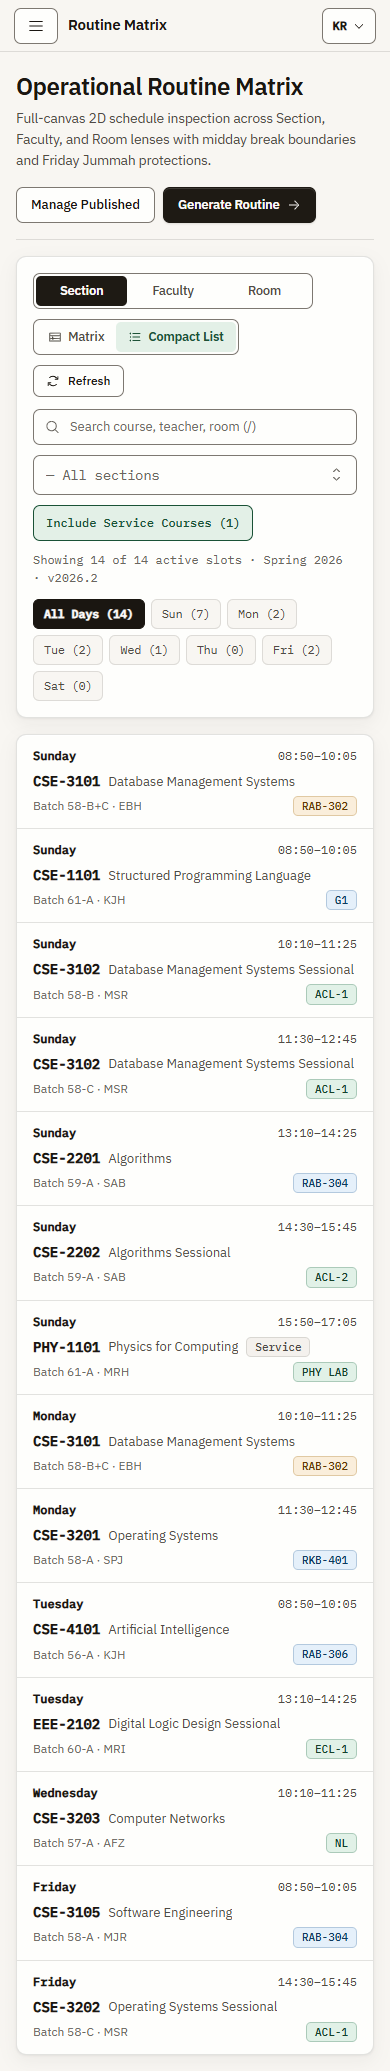 Routine Matrix
KR
Operational Routine Matrix
Full-canvas 2D schedule inspection across Section,
Faculty, and Room lenses with midday break boundaries
and Friday Jummah protections.
Manage Published
Generate Routine →
Section Faculty Room
Matrix Compact List
Refresh
Search course, teacher, room (/)
— All sections
Include Service Courses (1)
Showing 14 of 14 active slots · Spring 2026
· v2026.2
All Days (14) Sun (7) Mon (2)
Tue (2) Wed (1) Thu (0) Fri (2)
Sat (0)
Sunday 08:50–10:05
CSE-3101 Database Management Systems
Batch 58-B+C · EBH RAB-302
Sunday 08:50–10:05
CSE-1101 Structured Programming Language
Batch 61-A · KJH G1
Sunday 10:10–11:25
CSE-3102 Database Management Systems Sessional
Batch 58-B · MSR ACL-1
Sunday 11:30–12:45
CSE-3102 Database Management Systems Sessional
Batch 58-C · MSR ACL-1
Sunday 13:10–14:25
CSE-2201 Algorithms
Batch 59-A · SAB RAB-304
Sunday 14:30–15:45
CSE-2202 Algorithms Sessional
Batch 59-A · SAB ACL-2
Sunday 15:50–17:05
PHY-1101 Physics for Computing Service
Batch 61-A · MRH PHY LAB
Monday 10:10–11:25
CSE-3101 Database Management Systems
Batch 58-B+C · EBH RAB-302
Monday 11:30–12:45
CSE-3201 Operating Systems
Batch 58-A · SPJ RKB-401
Tuesday 08:50–10:05
CSE-4101 Artificial Intelligence
Batch 56-A · KJH RAB-306
Tuesday 13:10–14:25
EEE-2102 Digital Logic Design Sessional
Batch 60-A · MRI ECL-1
Wednesday 10:10–11:25
CSE-3203 Computer Networks
Batch 57-A · AFZ NL
Friday 08:50–10:05
CSE-3105 Software Engineering
Batch 58-A · MJR RAB-304
Friday 14:30–15:45
CSE-3202 Operating Systems Sessional
Batch 58-C · MSR ACL-1